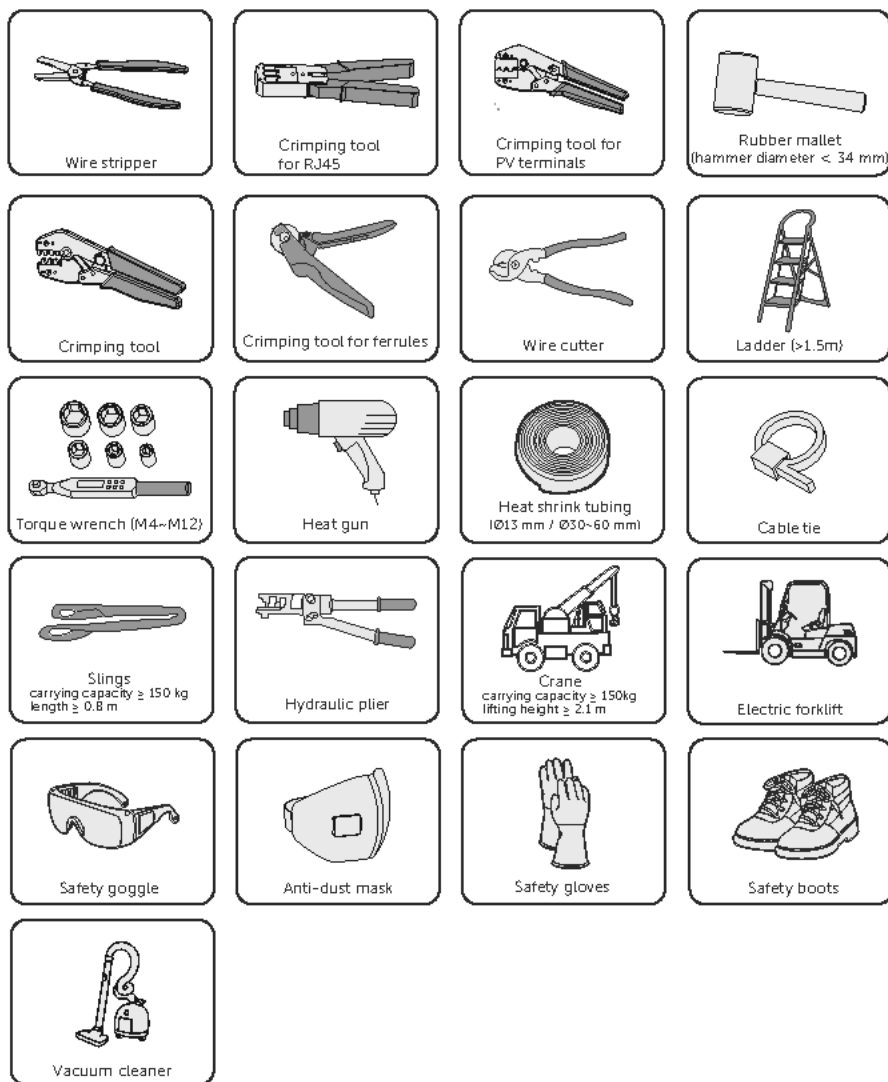 Wire stripper
Crimping tool
for RJ45
Crimping tool for
PV terminals
Rubber mallet
(hammer diameter < 34 mm)
Crimping tool
Crimping tool for ferrules
Wire cutter
Ladder (>1.5m)
Torque wrench (M4~M12)
Heat gun
Heat shrink tubing
(Ø13 mm / Ø30~60 mm)
Cable tie
Slings
carrying capacity ≥ 150 kg
length ≥ 0.8 m
Hydraulic plier
Crane
carrying capacity ≥ 150kg
lifting height ≥ 2.1 m
Electric forklift
Safety goggle
Anti-dust mask
Safety gloves
Safety boots
Vacuum cleaner